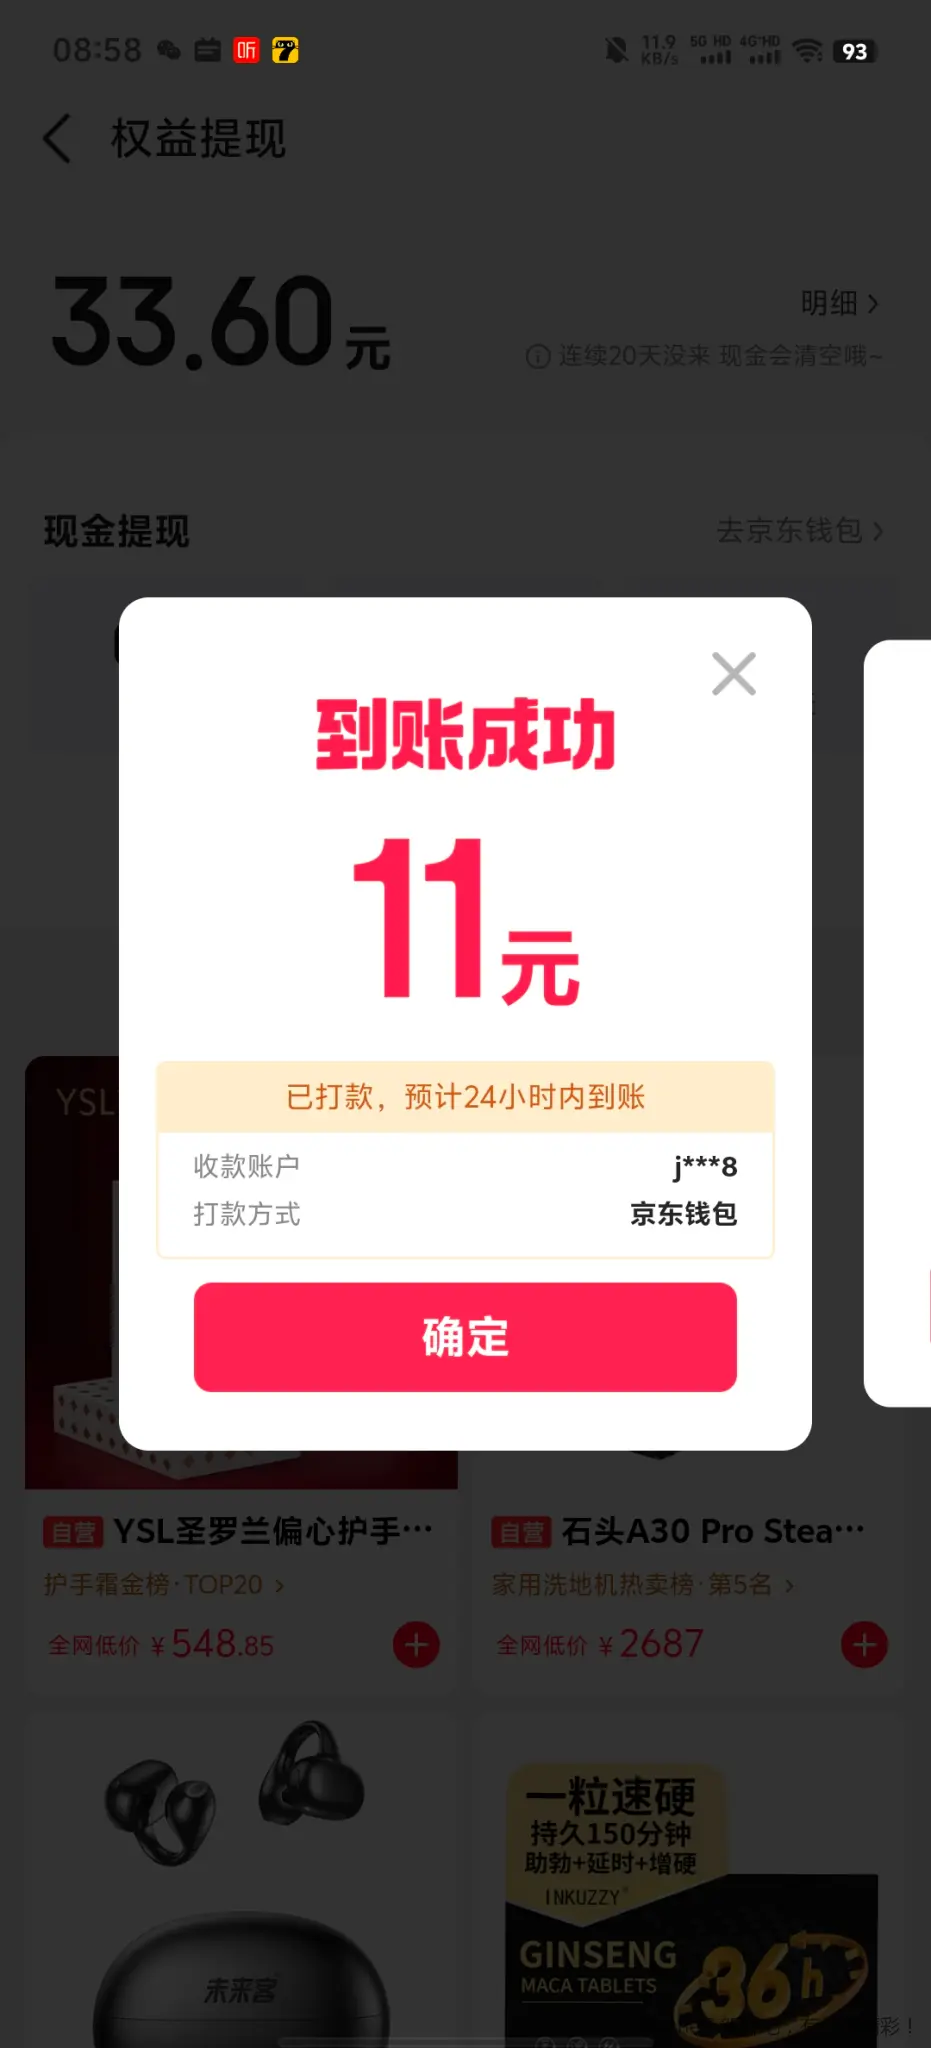 08:58
听
11.9 KB/s 5G HD 4G HD 93
权益提现
33.60元
明细
连续20天没来 现金会清空哦~
现金提现
去京东钱包
到账成功
11元
已打款，预计24小时内到账
收款账户 j***8
打款方式 京东钱包
确定
YSL
自营 YSL圣罗兰偏心护手···
护手霜金榜·TOP20
全网低价 ¥548.85
自营 石头A30 Pro Stea···
家用洗地机热卖榜·第5名
全网低价 ¥2687
未来客
一粒速硬
持久150分钟
助勃+延时+增硬
INKUZZY
GINSENG
MACA TABLETS
36h